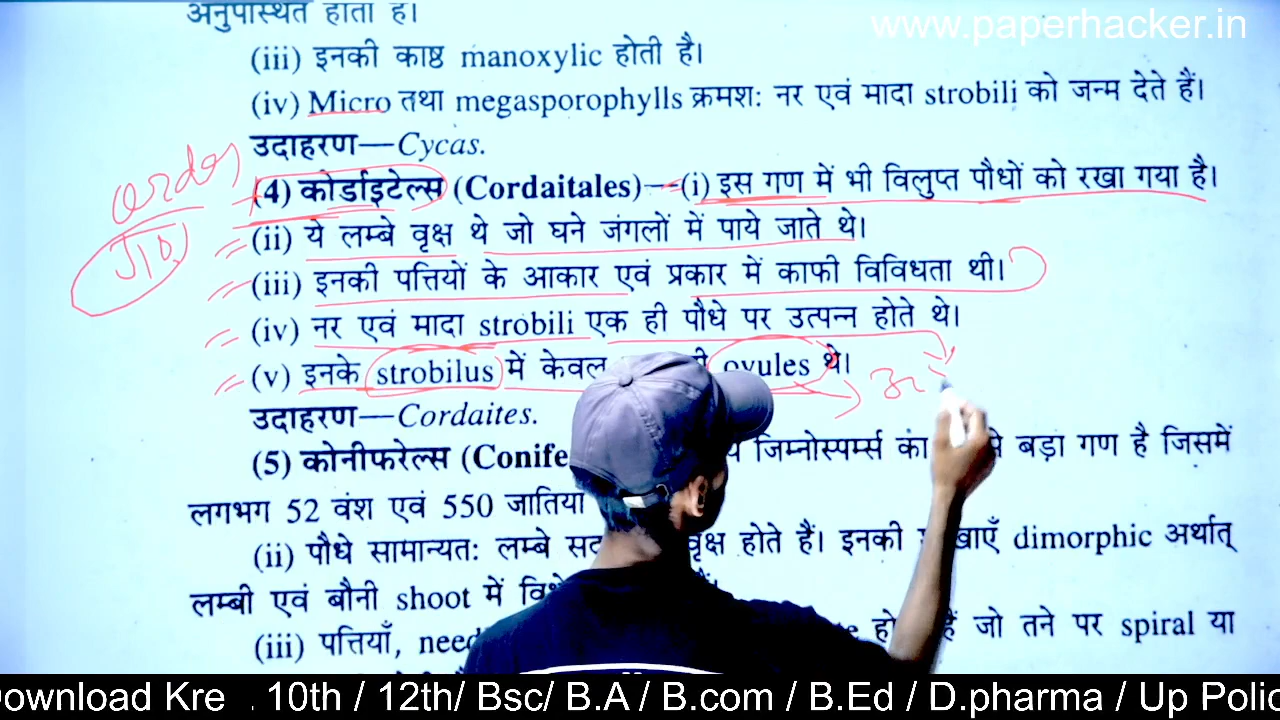 www.paperhacker.in
अनुपास्थित होता है।
(iii) इनकी काष्ठ manoxylic होती है।
(iv) Micro तथा megasporophylls क्रमश: नर एवं मादा strobili को जन्म देते हैं।
उदाहरण—Cycas.
order
गण
(4) कोर्डाइटेल्स (Cordaitales)—(i) इस गण में भी विलुप्त पौधों को रखा गया है।
(ii) ये लम्बे वृक्ष थे जो घने जंगलों में पाये जाते थे।
(iii) इनकी पत्तियों के आकार एवं प्रकार में काफी विविधता थी।
(iv) नर एवं मादा strobili एक ही पौधे पर उत्पन्न होते थे।
(v) इनके strobilus में केवल ovules थे।
उदाहरण—Cordaites.
(5) कोनीफरेल्स (Conife जिम्नोस्पर्म्स का बड़ा गण है जिसमें
लगभग 52 वंश एवं 550 जातिया
(ii) पौधे सामान्यत: लम्बे वृक्ष होते हैं। इनकी dimorphic अर्थात्
लम्बी एवं बौनी shoot में
(iii) पत्तियाँ, need जो तने पर spiral या
Download Kre . 10th / 12th/ Bsc/ B.A / B.com / B.Ed / D.pharma / Up Polic